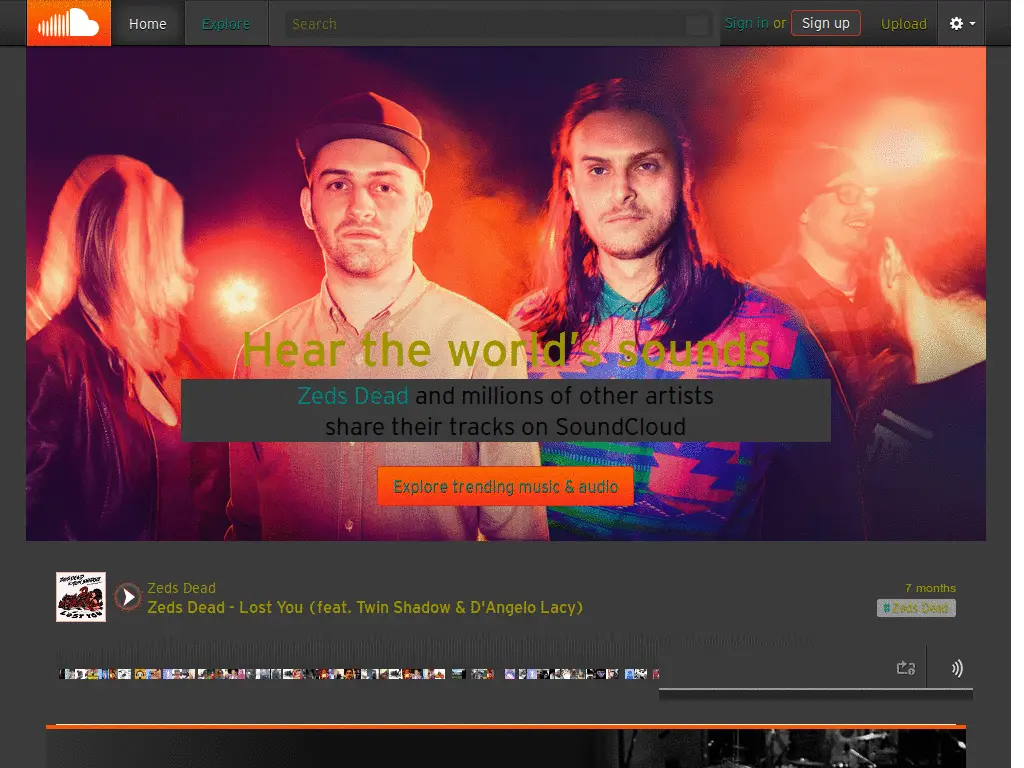 Home
Explore
Search
Sign in or
Sign up
Upload
Hear the world's sounds
Zeds Dead and millions of other artists
share their tracks on SoundCloud
Explore trending music & audio
Zeds Dead
7 months
Zeds Dead - Lost You (feat. Twin Shadow & D'Angelo Lacy)
#Zeds Dead
LOST YOU